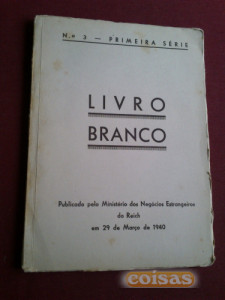 N.º 3 — PRIMEIRA SÉRIE
LIVRO
BRANCO
Publicado pelo Ministério dos Negócios Estrangeiros
do Reich
em 29 de Março de 1940
coisas